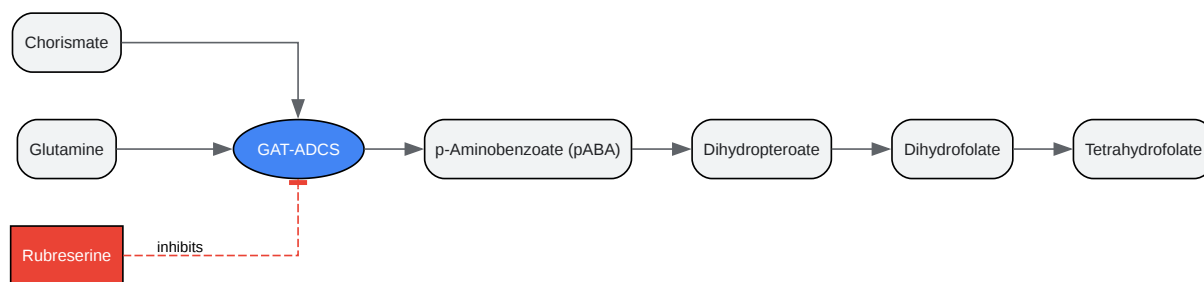 Chorismate
Glutamine
GAT-ADCS
p-Aminobenzoate (pABA)
Dihydropteroate
Dihydrofolate
Tetrahydrofolate
Rubreserine
inhibits